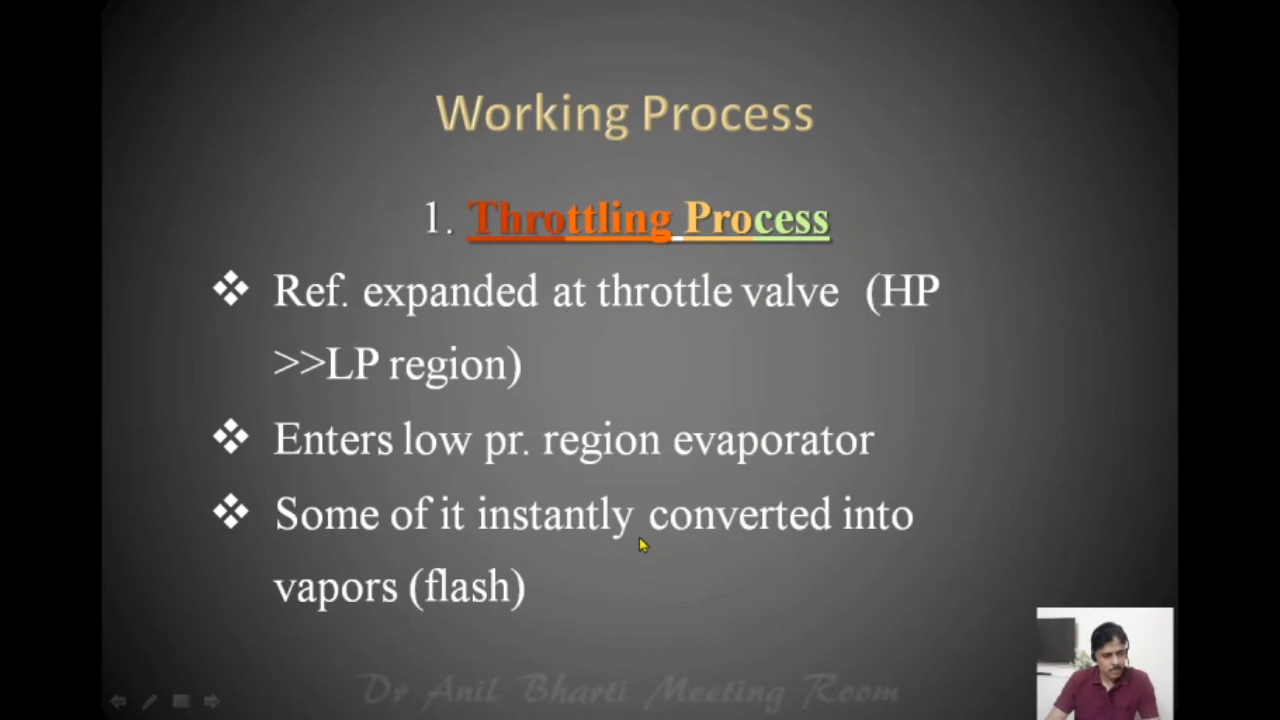 Working Process
1. Throttling Process
❖ Ref. expanded at throttle valve (HP
>>LP region)
❖ Enters low pr. region evaporator
❖ Some of it instantly converted into
vapors (flash)
Dr Anil Bharti Meeting Room